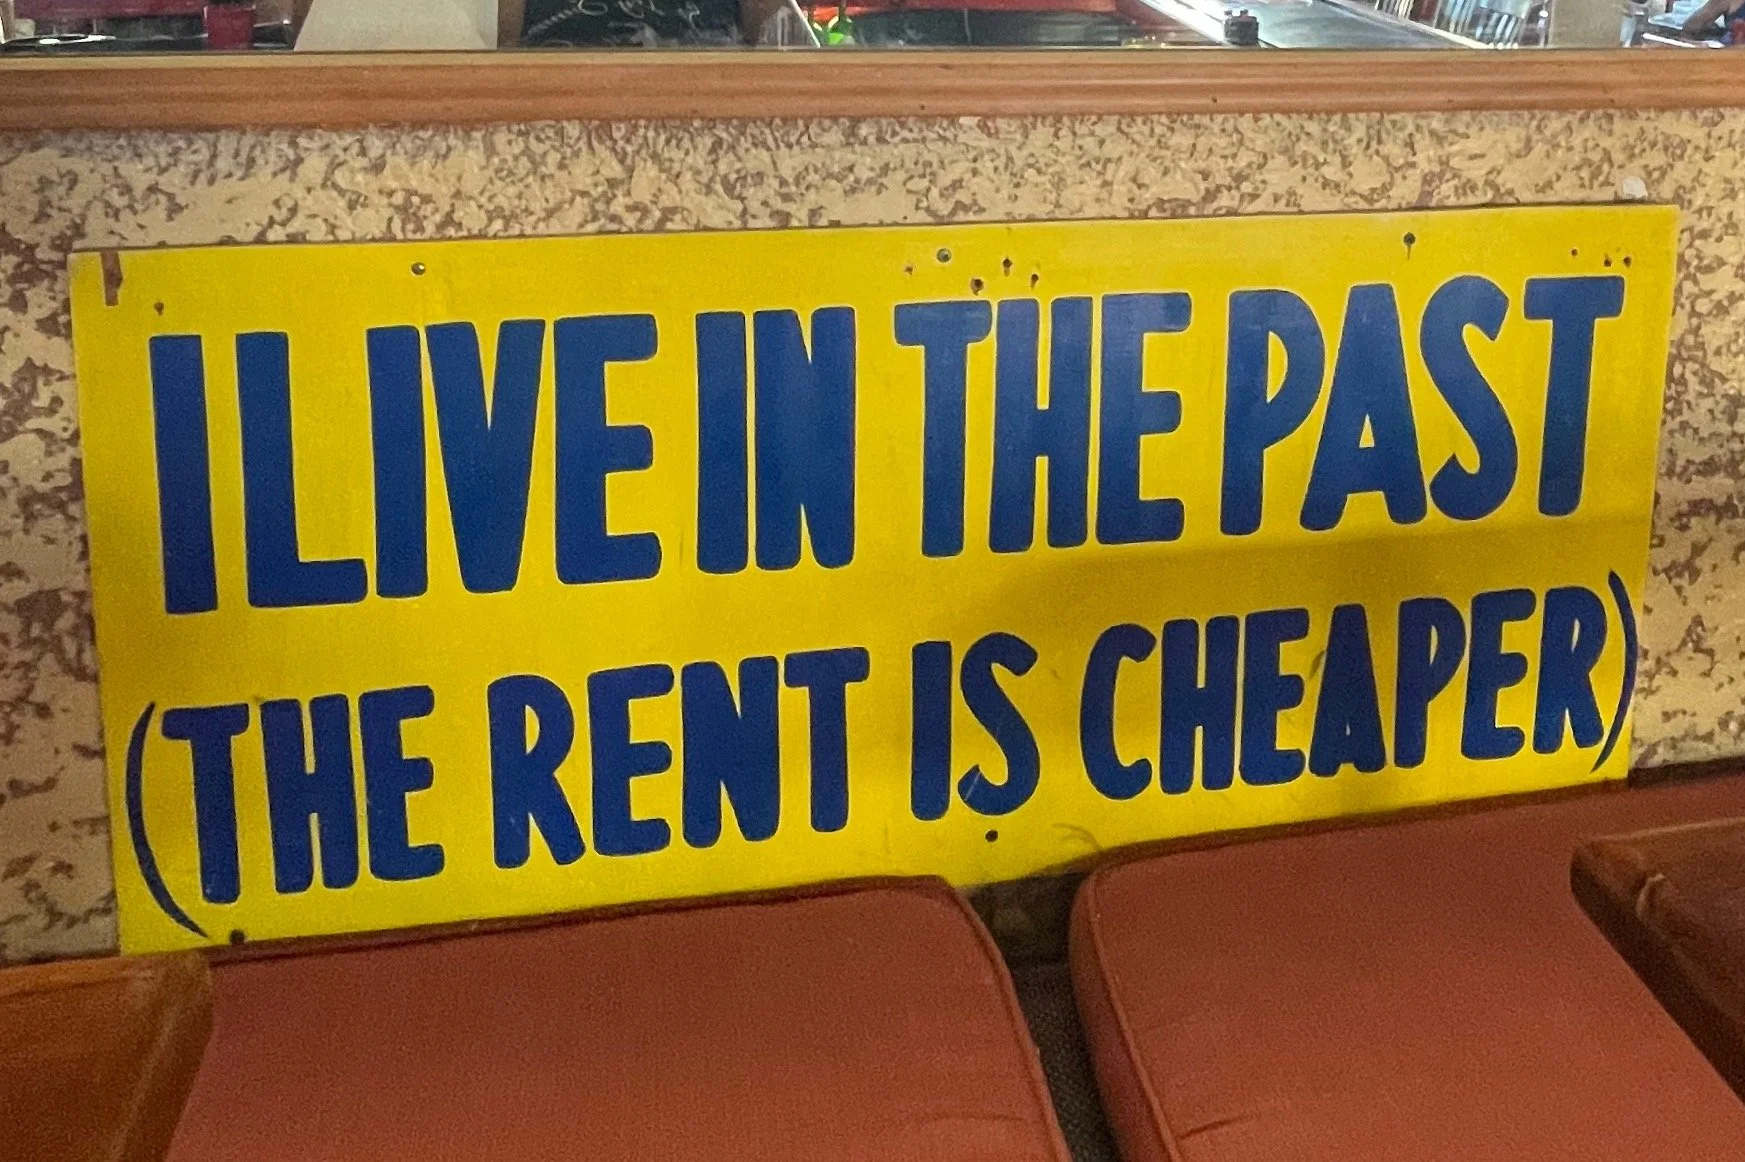 I LIVE IN THE PAST
(THE RENT IS CHEAPER)